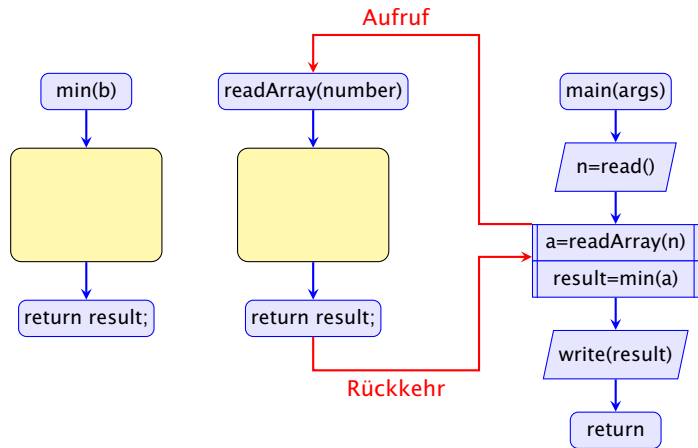 Aufruf
min(b)
readArray(number)
main(args)
n=read()
a=readArray(n)
result=min(a)
return result;
return result;
write(result)
Rückkehr
return